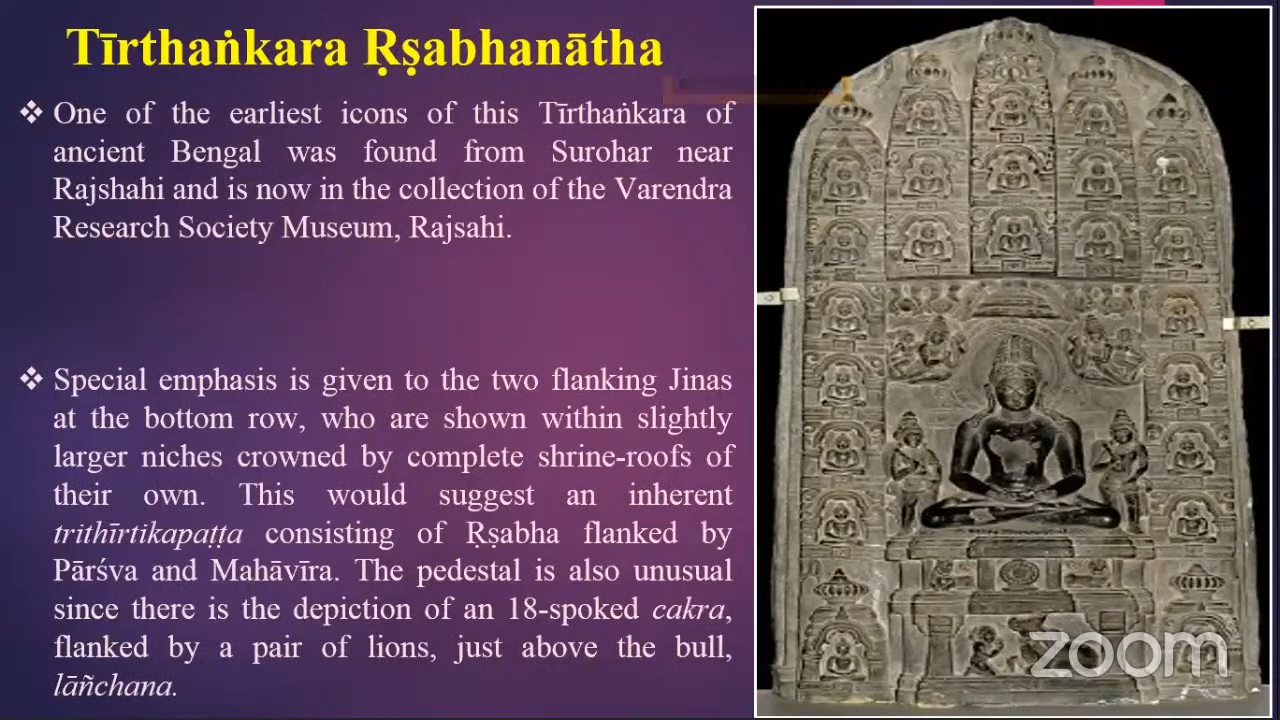 Tīrthaṅkara Ṛṣabhanātha
❖ One of the earliest icons of this Tīrthaṅkara of
ancient Bengal was found from Surohar near
Rajshahi and is now in the collection of the Varendra
Research Society Museum, Rajsahi.
❖ Special emphasis is given to the two flanking Jinas
at the bottom row, who are shown within slightly
larger niches crowned by complete shrine-roofs of
their own. This would suggest an inherent
trithīrtikapaṭṭa consisting of Ṛṣabha flanked by
Pārśva and Mahāvīra. The pedestal is also unusual
since there is the depiction of an 18-spoked cakra,
flanked by a pair of lions, just above the bull,
lāñchana.
zoom